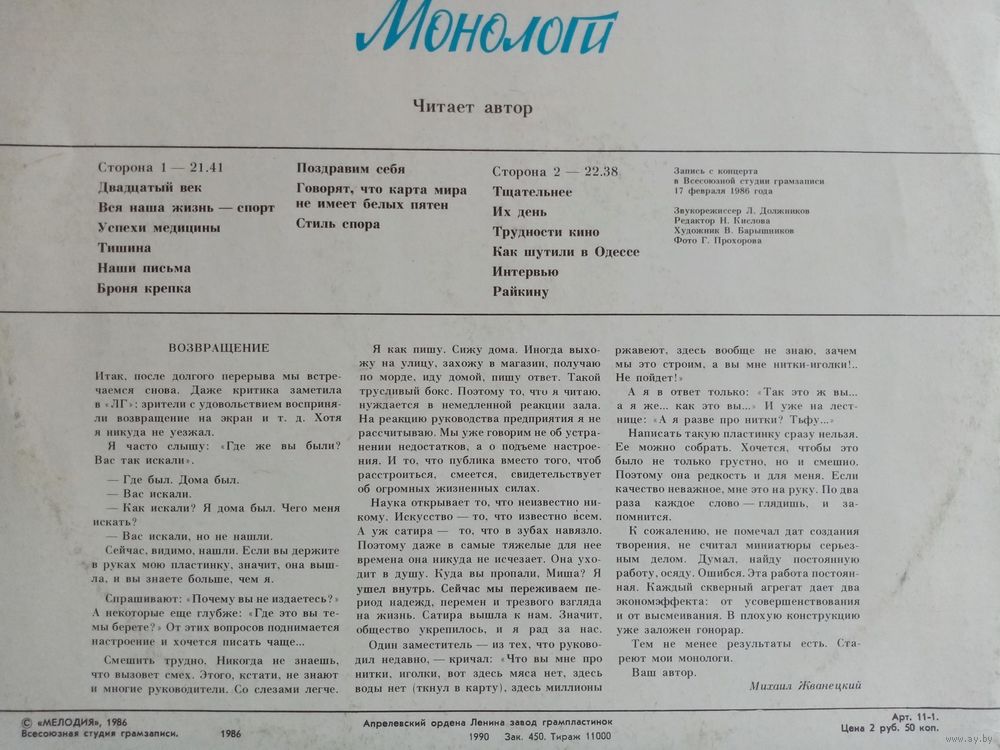 Монологи
Читает автор
Сторона 1 — 21.41
Двадцатый век
Вся наша жизнь — спорт
Успехи медицины
Тишина
Наши письма
Броня крепка
Поздравим себя
Говорят, что карта мира
не имеет белых пятен
Стиль спора
Сторона 2 — 22.38
Тщательнее
Их день
Трудности кино
Как шутили в Одессе
Интервью
Райкину
Запись с концерта
в Всесоюзной студии грамзаписи
17 февраля 1986 года
Звукорежиссер Л. Должников
Редактор Н. Кислова
Художник В. Барышников
Фото Г. Прохорова
ВОЗВРАЩЕНИЕ
Итак, после долгого перерыва мы встре-
чаемся снова. Даже критика заметила
в «ЛГ»: зрители с удовольствием восприня-
ли возвращение на экран и т. д. Хотя
я никуда не уезжал.
Я часто слышу: «Где же вы были?
Вас так искали».
— Где был. Дома был.
— Вас искали.
— Как искали? Я дома был. Чего меня
искать?
— Вас искали, но не нашли.
Сейчас, видимо, нашли. Если вы держите
в руках мою пластинку, значит, она выш-
ла, и вы знаете больше, чем я.
Спрашивают: «Почему вы не издаетесь?»
А некоторые еще глубже: «Где это вы те-
мы берете?» От этих вопросов поднимается
настроение и хочется писать чаще...
Смешить трудно. Никогда не знаешь,
что вызовет смех. Этого, кстати, не знают
и многие руководители. Со слезами легче.
Я как пишу. Сижу дома. Иногда выхо-
жу на улицу, захожу в магазин, получаю
по морде, иду домой, пишу ответ. Такой
трусливый бокс. Поэтому то, что я читаю,
нуждается в немедленной реакции зала.
На реакцию руководства предприятия я не
рассчитываю. Мы уже говорим не об устра-
нении недостатков, а о подъеме настрое-
ния. И то, что публика вместо того, чтоб
расстроиться, смеется, свидетельствует
об огромных жизненных силах.
Наука открывает то, что неизвестно ни-
кому. Искусство — то, что известно всем.
А уж сатира — то, что в зубах навязло.
Поэтому даже в самые тяжелые для нее
времена она никуда не исчезает. Она ухо-
дит в душу. Куда вы пропали, Миша? Я
ушел внутрь. Сейчас мы переживаем пе-
риод надежд, перемен и трезвого взгляда
на жизнь. Сатира вышла к нам. Значит,
общество укрепилось, и я рад за нас.
Один заместитель — из тех, что руково-
дил недавно, — кричал: «Что вы мне про
нитки, иголки, вот здесь мяса нет, здесь
воды нет (ткнул в карту), здесь миллионы
ржавеют, здесь вообще не знаю, зачем
мы это строим, а вы мне нитки-иголки!..
Не пойдет!»
А я в ответ только: «Так это ж вы...
а я же... как это вы...» И уже на лест-
нице: «А я разве про нитки? Тьфу...»
Написать такую пластинку сразу нельзя.
Ее можно собрать. Хочется, чтобы это
было не только грустно, но и смешно.
Поэтому она редкость и для меня. Если
качество неважное, мне это на руку. По два
раза каждое слово — глядишь, и за-
помнится.
К сожалению, не помечал дат создания
творения, не считал миниатюры серьез-
ным делом. Думал, найду постоянную
работу, осяду. Ошибся. Эта работа постоян-
ная. Каждый скверный агрегат дает два
экономэффекта: от усовершенствования
и от высмеивания. В плохую конструкцию
уже заложен гонорар.
Тем не менее результаты есть. Ста-
реют мои монологи.
Ваш автор.
Михаил Жванецкий
© «МЕЛОДИЯ», 1986
Всесоюзная студия грамзаписи. 1986
Апрелевский ордена Ленина завод грампластинок
1990 Зак. 450. Тираж 11000
Арт. 11-1.
Цена 2 руб. 50 коп.
www.ay.by